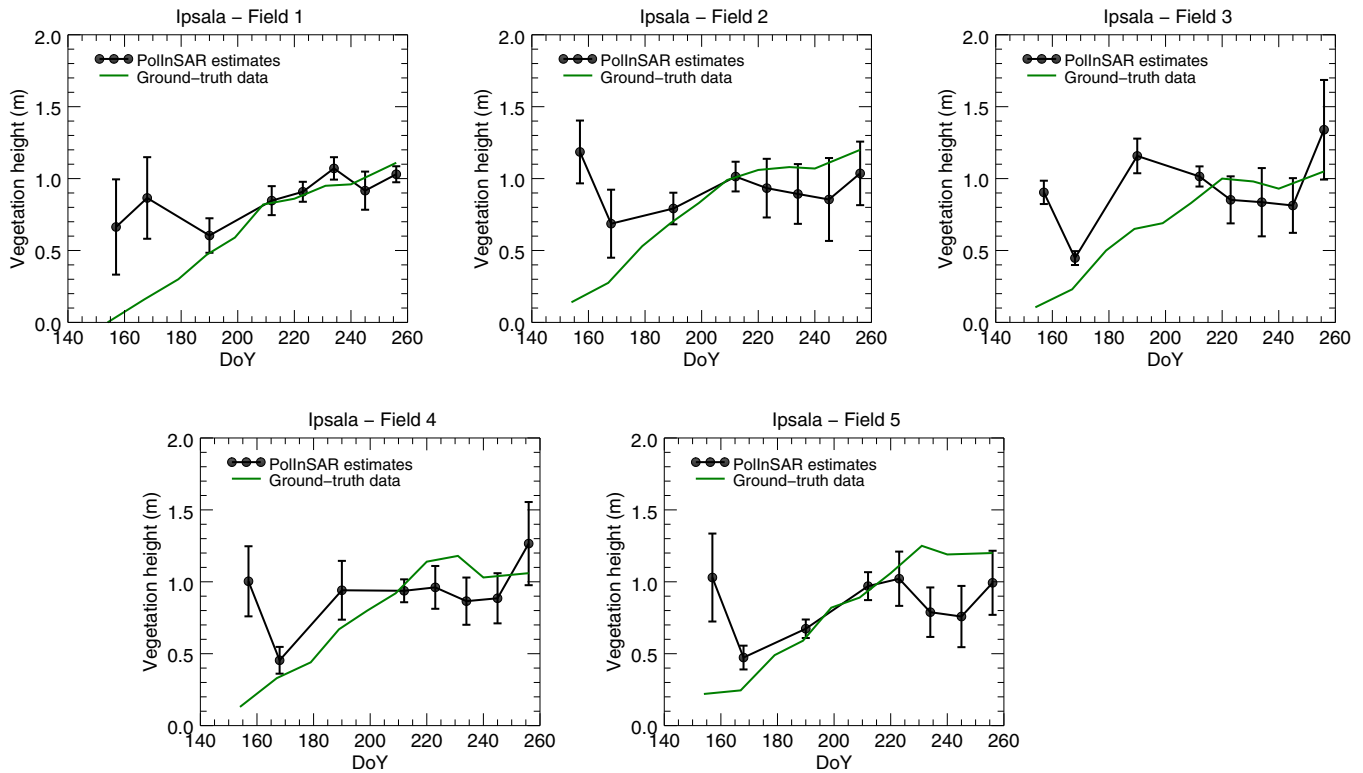 Ipsala – Field 1
2.0
1.5
1.0
0.5
0.0
Vegetation height (m)
PolInSAR estimates
Ground–truth data
140 160 180 200 220 240 260
DoY
Ipsala – Field 2
2.0
1.5
1.0
0.5
0.0
Vegetation height (m)
PolInSAR estimates
Ground–truth data
140 160 180 200 220 240 260
DoY
Ipsala – Field 3
2.0
1.5
1.0
0.5
0.0
Vegetation height (m)
PolInSAR estimates
Ground–truth data
140 160 180 200 220 240 260
DoY
Ipsala – Field 4
2.0
1.5
1.0
0.5
0.0
Vegetation height (m)
PolInSAR estimates
Ground–truth data
140 160 180 200 220 240 260
DoY
Ipsala – Field 5
2.0
1.5
1.0
0.5
0.0
Vegetation height (m)
PolInSAR estimates
Ground–truth data
140 160 180 200 220 240 260
DoY